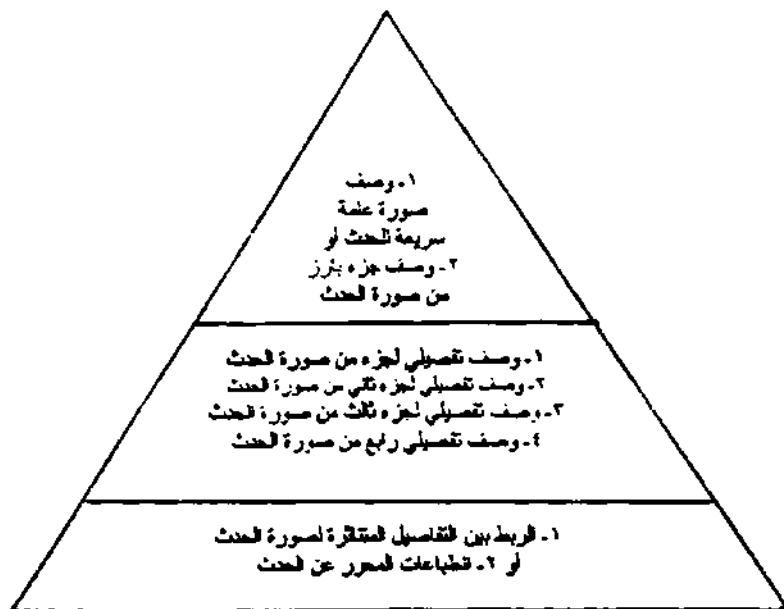 ١- وصف
صورة عامة
سريعة للحدث أو
٢- وصف جزء بارز
من صورة الحدث
١- وصف تفصيلي لجزء من صورة الحدث
٢- وصف تفصيلي لجزء ثاني من صورة الحدث
٣- وصف تفصيلي لجزء ثالث من صورة الحدث
٤- وصف تفصيلي رابع من صورة الحدث
١- الربط بين التفاصيل المتناثرة لصورة الحدث
أو ٢- انطباعات المحرر عن الحدث